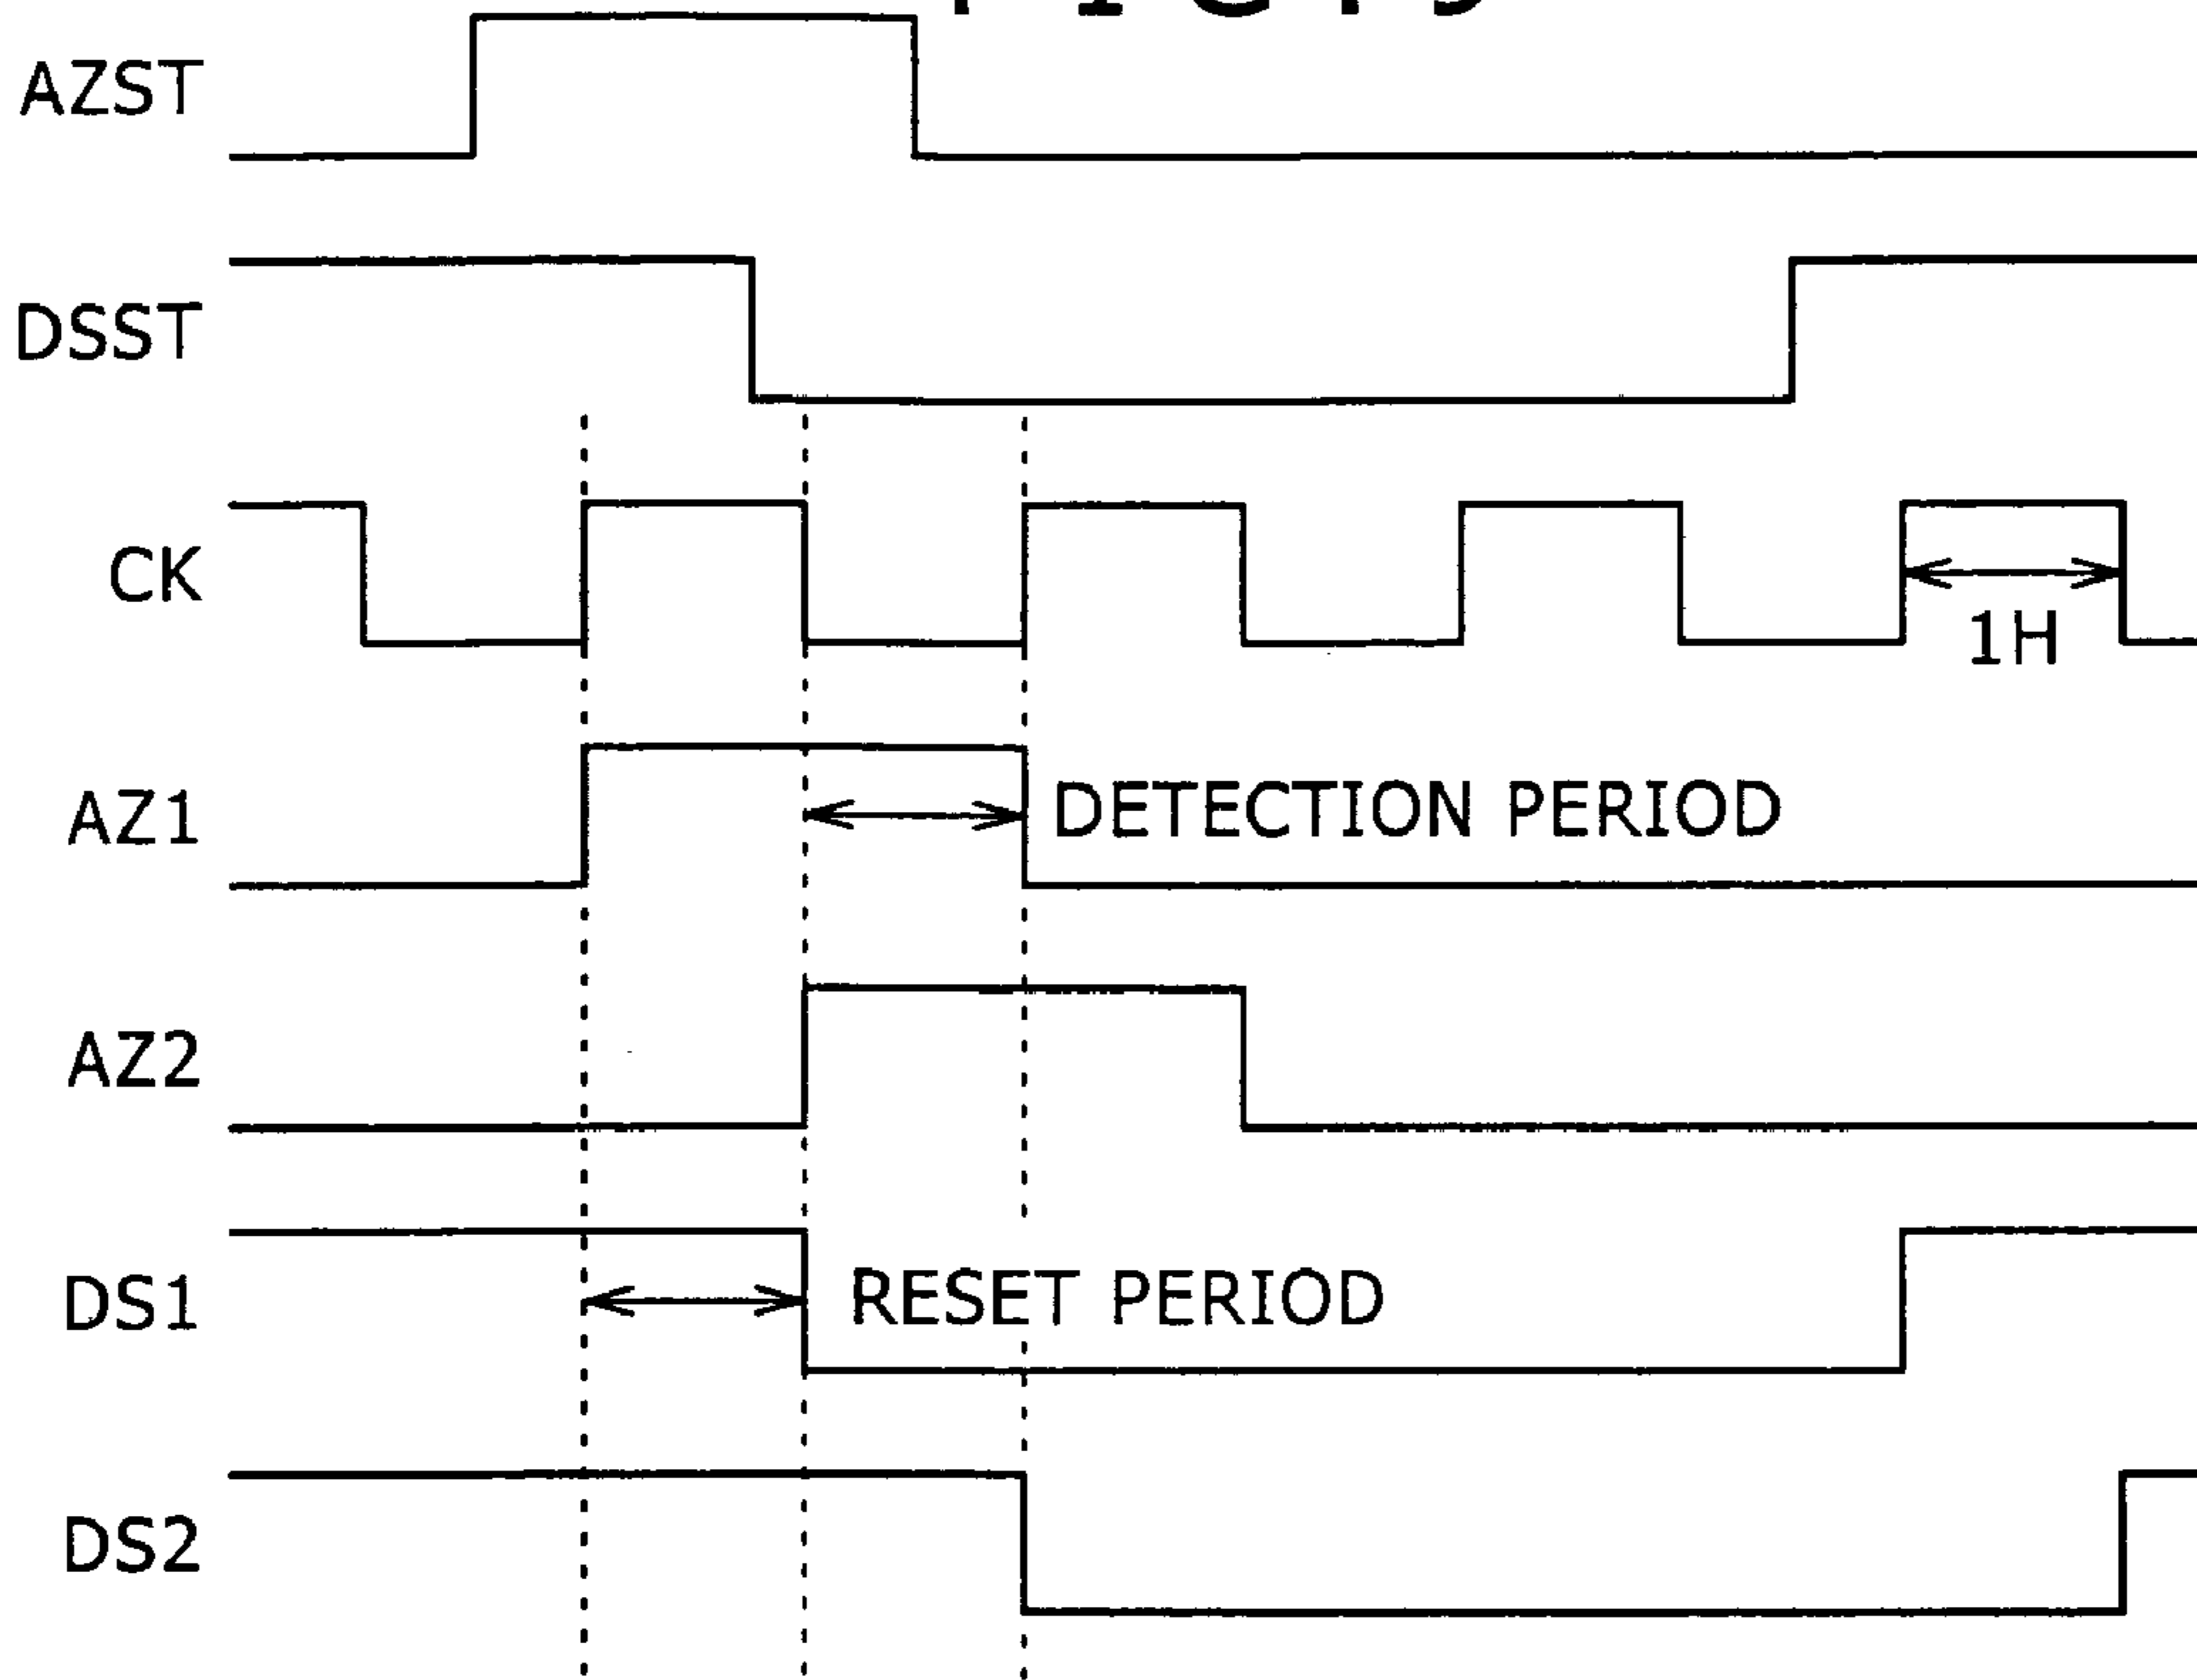 AZST
DSST
CK
1H
AZ1
DETECTION PERIOD
AZ2
DS1
RESET PERIOD
DS2